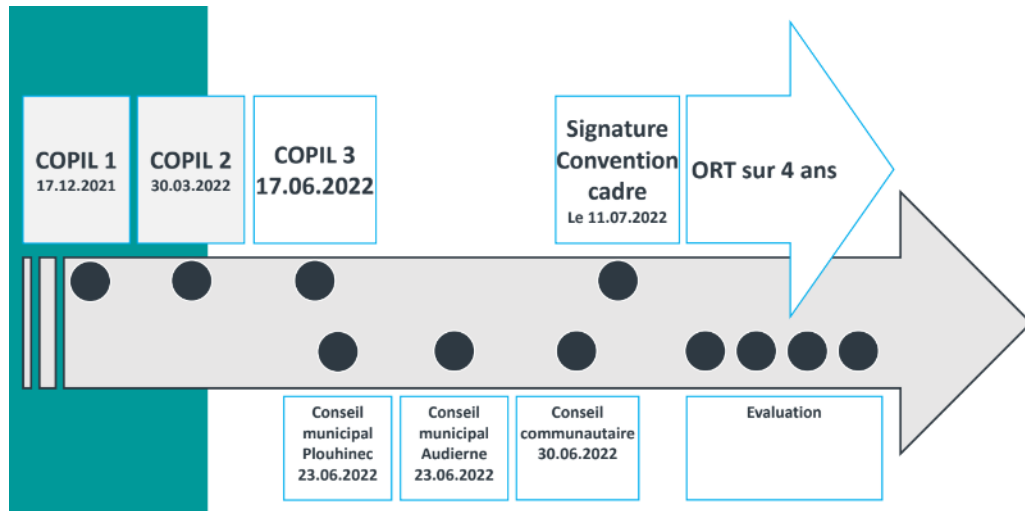 COPIL 1
17.12.2021
COPIL 2
30.03.2022
COPIL 3
17.06.2022
Signature
Convention
cadre
Le 11.07.2022
ORT sur 4 ans
Conseil
municipal
Plouhinec
23.06.2022
Conseil
municipal
Audierne
23.06.2022
Conseil
communautaire
30.06.2022
Evaluation